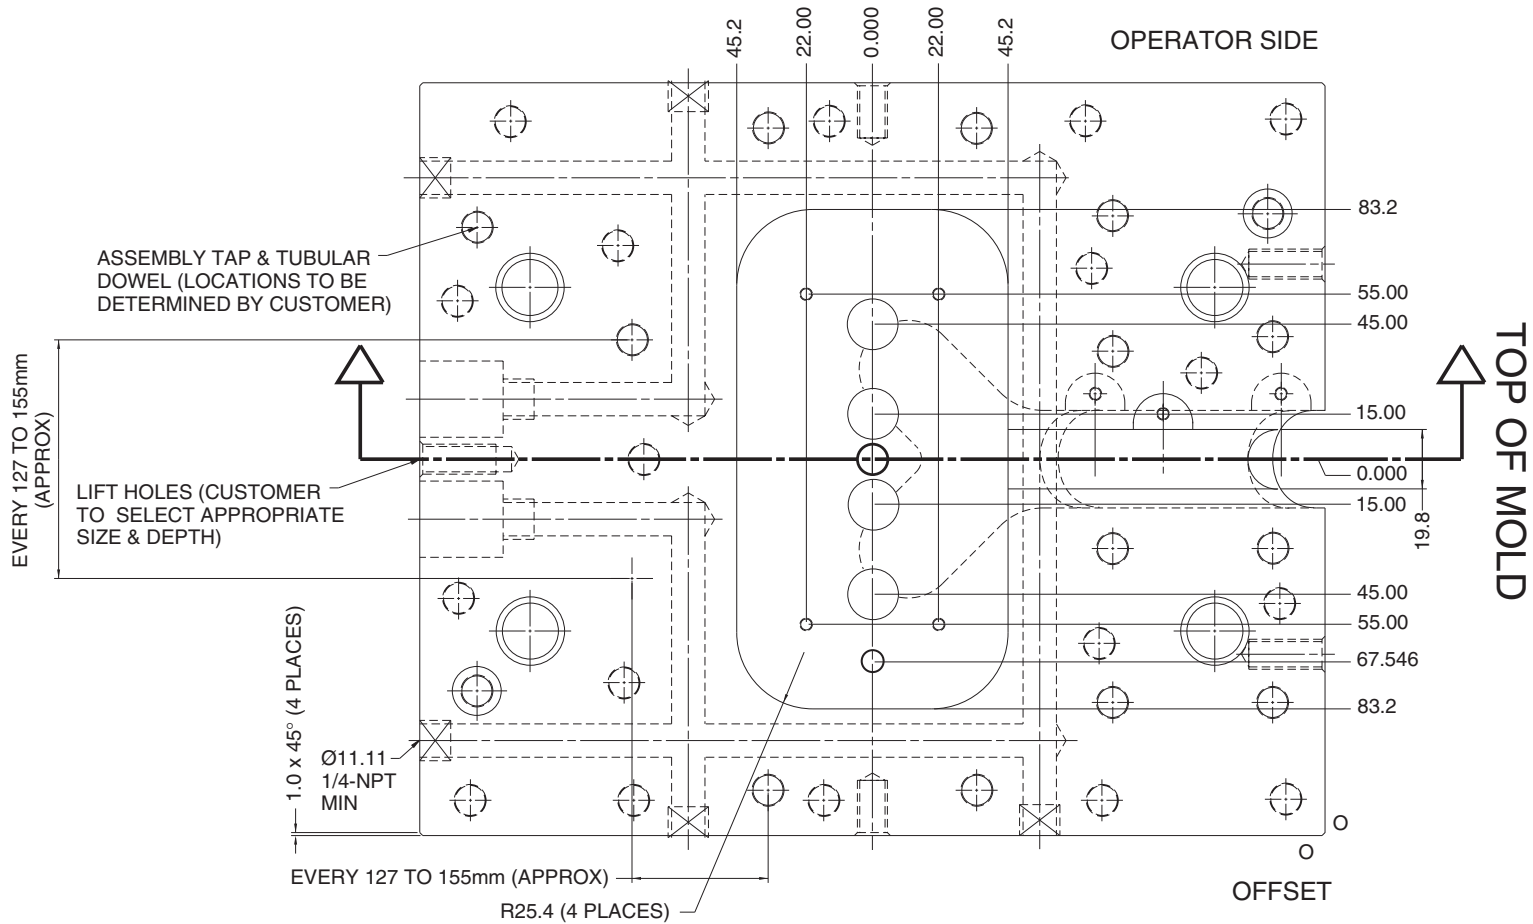 OPERATOR SIDE
45.2
22.00
0.000
22.00
45.2
ASSEMBLY TAP & TUBULAR
DOWEL (LOCATIONS TO BE
DETERMINED BY CUSTOMER)
EVERY 127 TO 155mm
(APPROX)
LIFT HOLES (CUSTOMER
TO SELECT APPROPRIATE
SIZE & DEPTH)
83.2
55.00
45.00
15.00
0.000
15.00
19.8
45.00
55.00
67.546
83.2
TOP OF MOLD
1.0 x 45° (4 PLACES)
Ø11.11
1/4-NPT
MIN
EVERY 127 TO 155mm (APPROX)
R25.4 (4 PLACES)
O
O
OFFSET